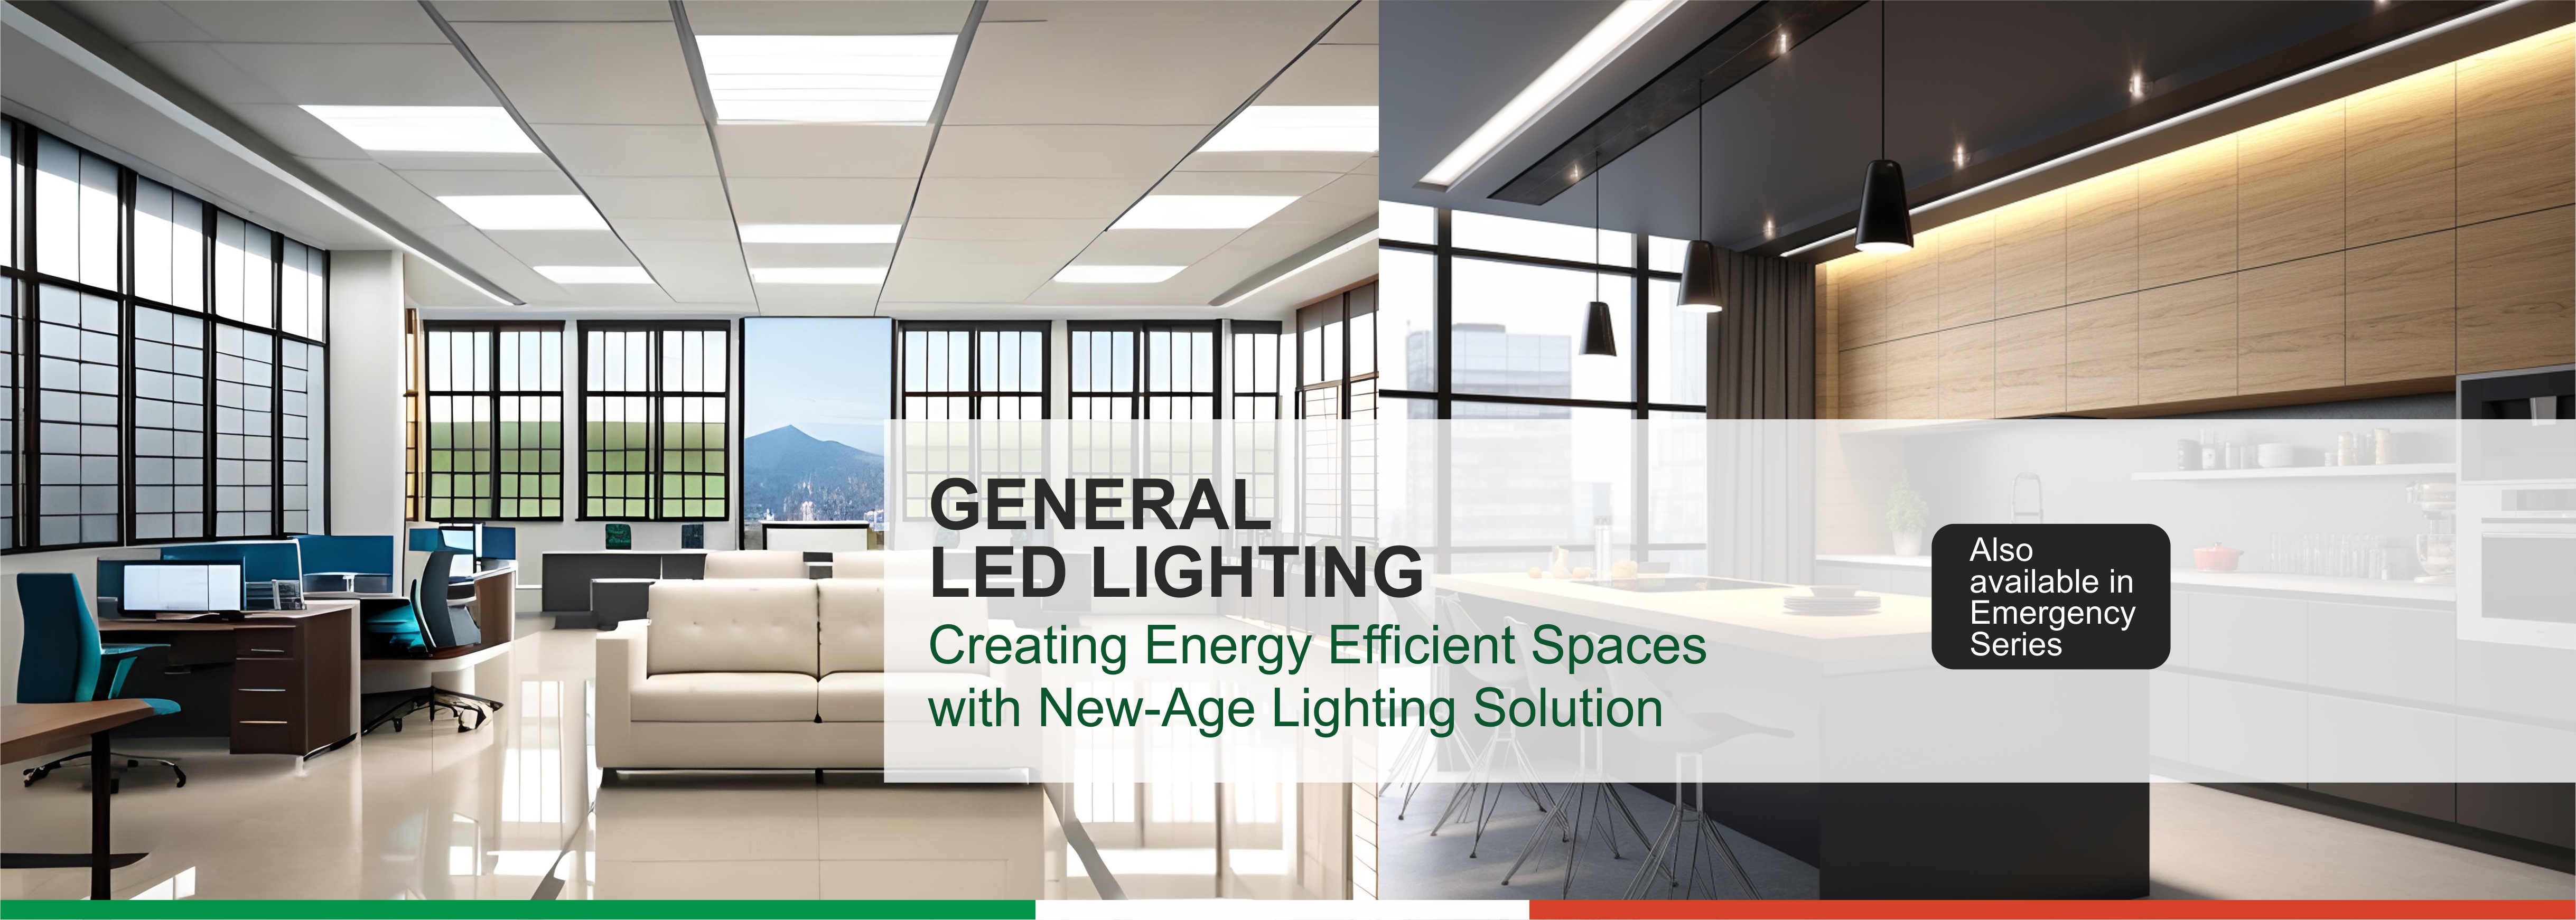 GENERAL
LED LIGHTING
Creating Energy Efficient Spaces
with New-Age Lighting Solution
Also
available in
Emergency
Series